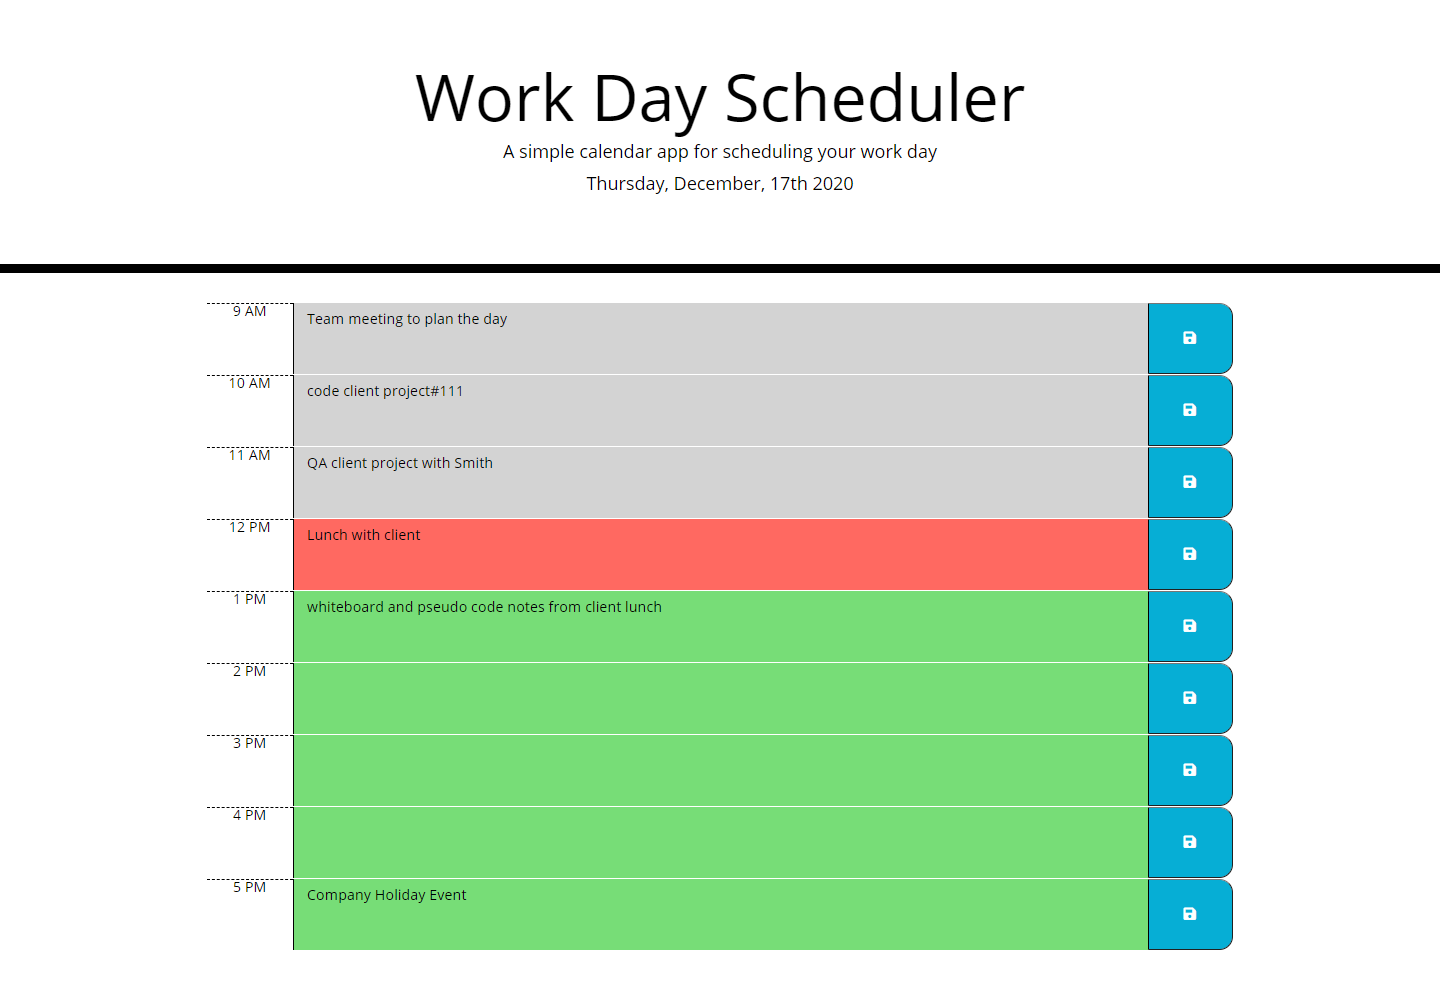 Work Day Scheduler
A simple calendar app for scheduling your work day
Thursday, December, 17th 2020
9 AM
Team meeting to plan the day
10 AM
code client project#111
11 AM
QA client project with Smith
12 PM
Lunch with client
1 PM
whiteboard and pseudo code notes from client lunch
2 PM
3 PM
4 PM
5 PM
Company Holiday Event